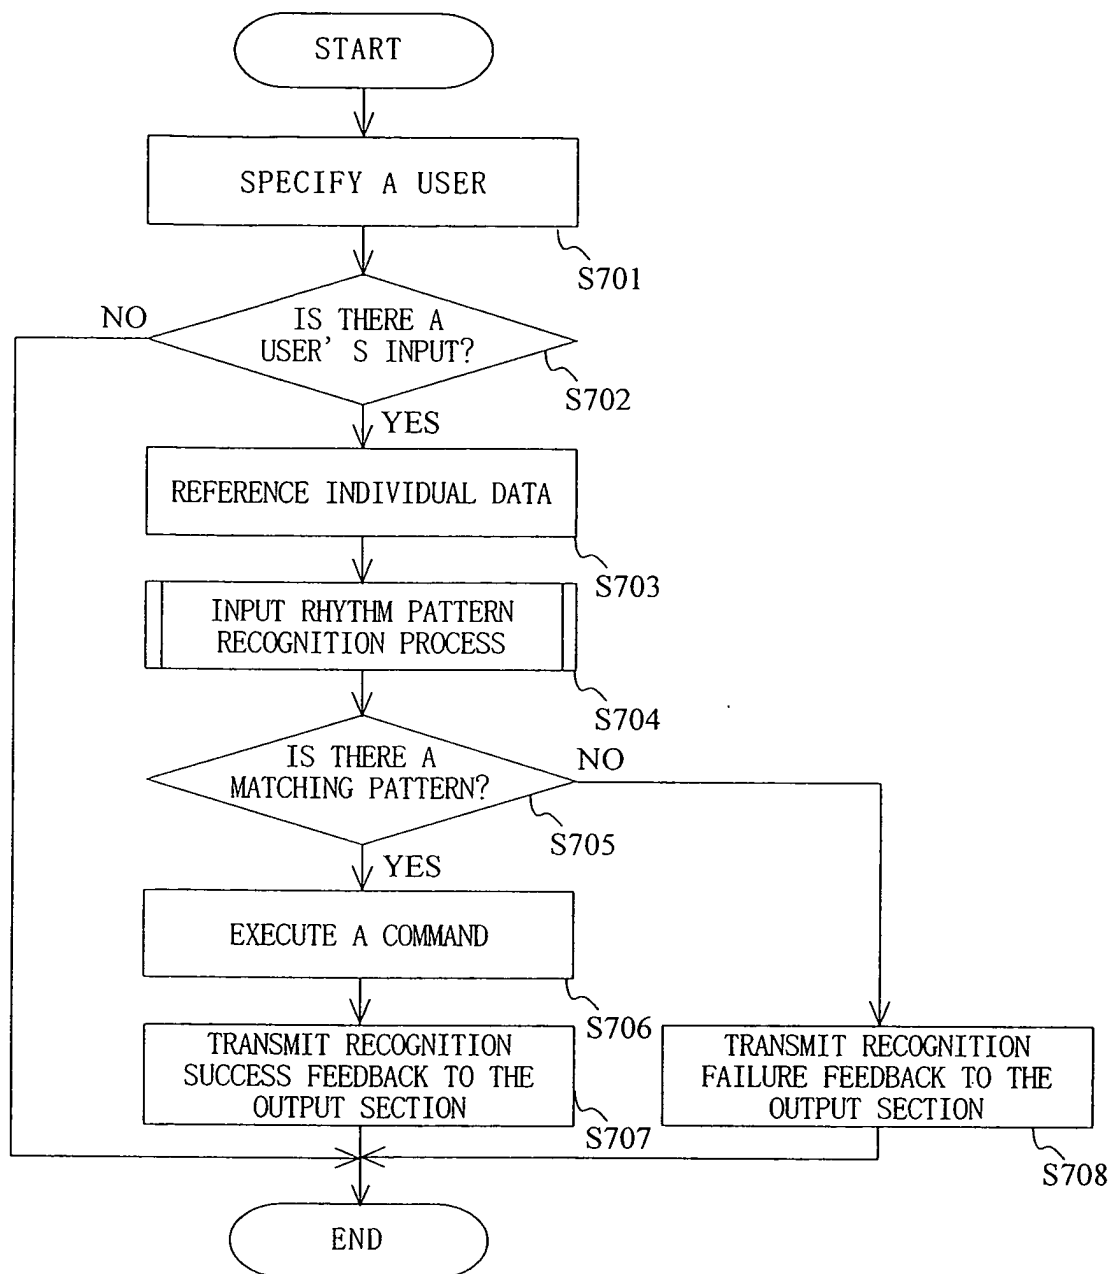 START
SPECIFY A USER
S701
NO
IS THERE A
USER' S INPUT?
S702
YES
REFERENCE INDIVIDUAL DATA
S703
INPUT RHYTHM PATTERN
RECOGNITION PROCESS
S704
IS THERE A
MATCHING PATTERN?
NO
S705
YES
EXECUTE A COMMAND
S706
TRANSMIT RECOGNITION
SUCCESS FEEDBACK TO THE
OUTPUT SECTION
S707
TRANSMIT RECOGNITION
FAILURE FEEDBACK TO THE
OUTPUT SECTION
S708
END